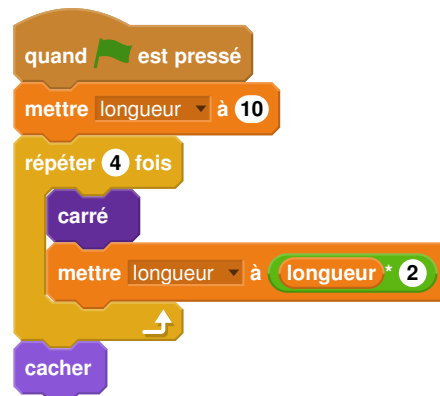 quand est pressé
mettre longueur à 10
répéter 4 fois
carré
mettre longueur à longueur * 2
cacher